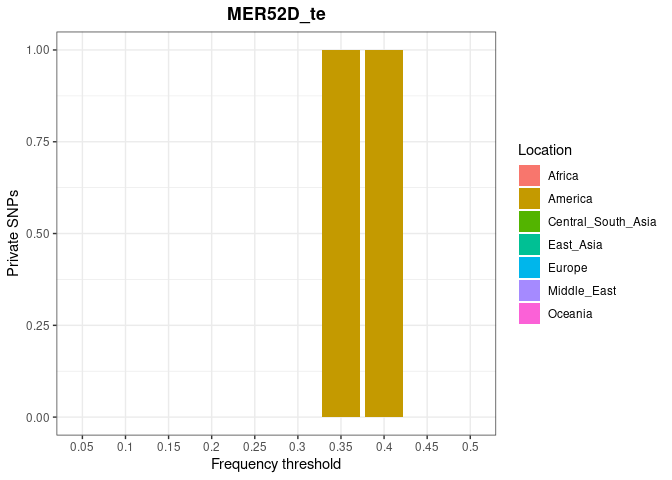 MER52D_te
1.00
0.75
0.50
0.25
0.00
Private SNPs
0.05 0.1 0.15 0.2 0.25 0.3 0.35 0.4 0.45 0.5
Frequency threshold
Location
Africa
America
Central_South_Asia
East_Asia
Europe
Middle_East
Oceania